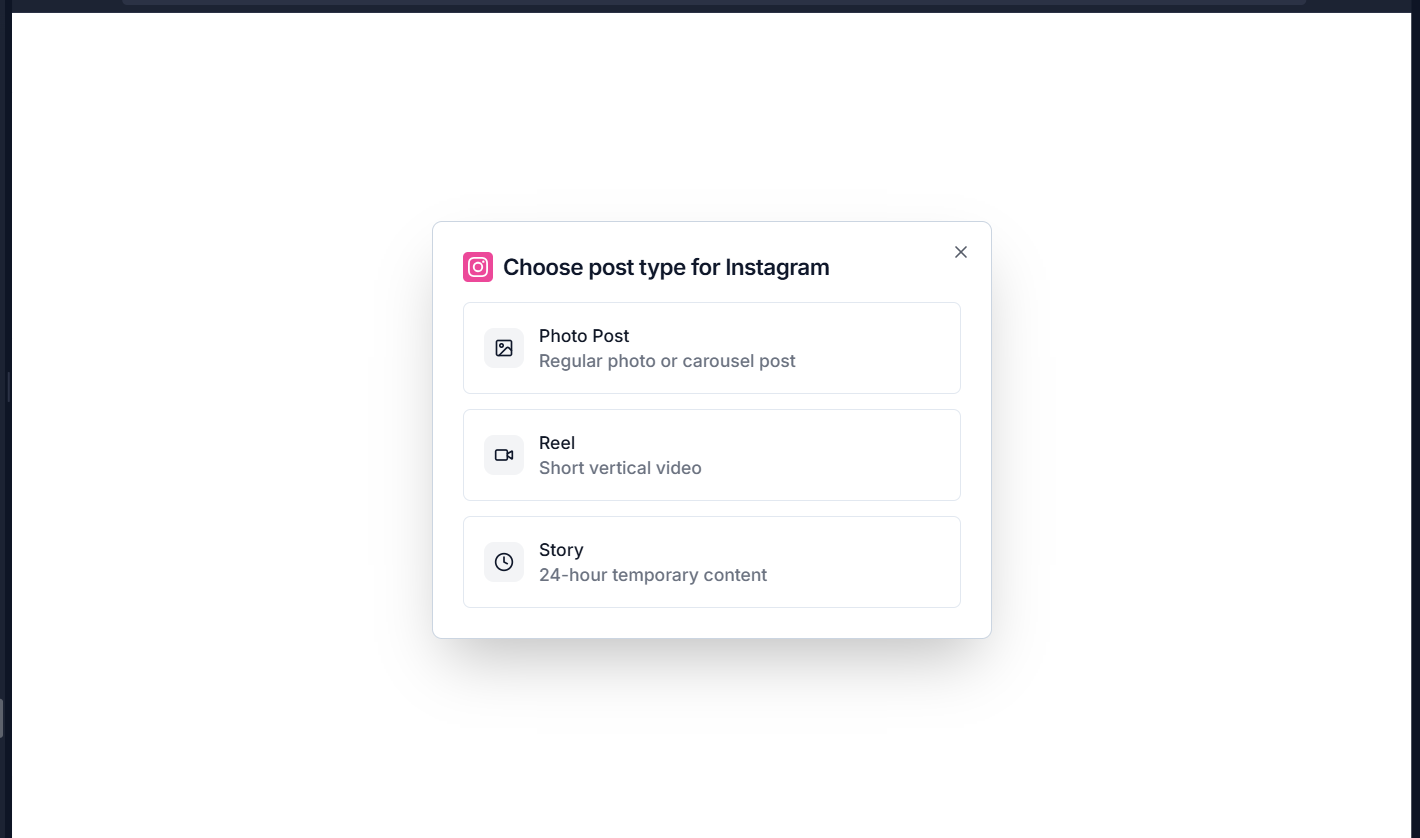 Choose post type for Instagram
Photo Post
Regular photo or carousel post
Reel
Short vertical video
Story
24-hour temporary content